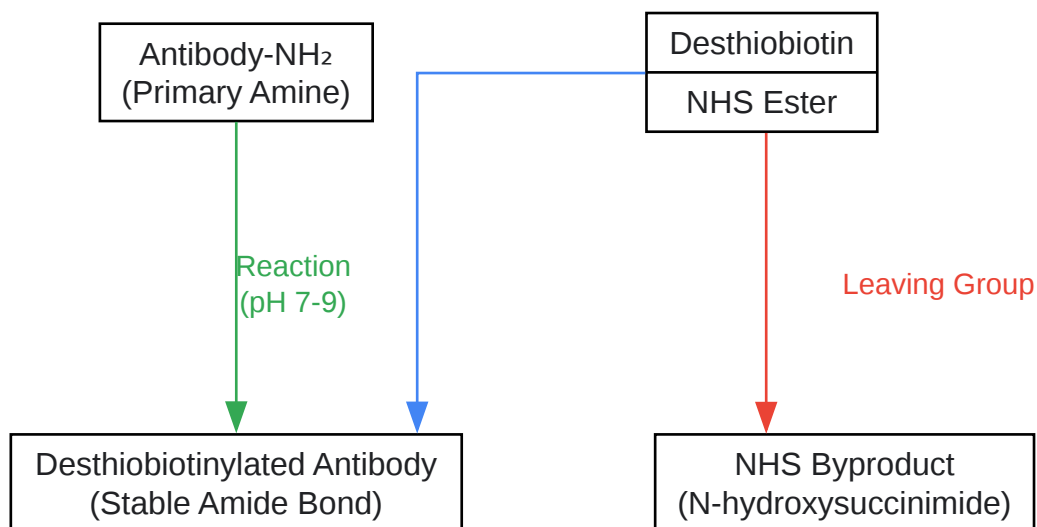 Antibody-NH₂
(Primary Amine)
Desthiobiotin
NHS Ester
Reaction
(pH 7-9)
Leaving Group
Desthiobiotinylated Antibody
(Stable Amide Bond)
NHS Byproduct
(N-hydroxysuccinimide)